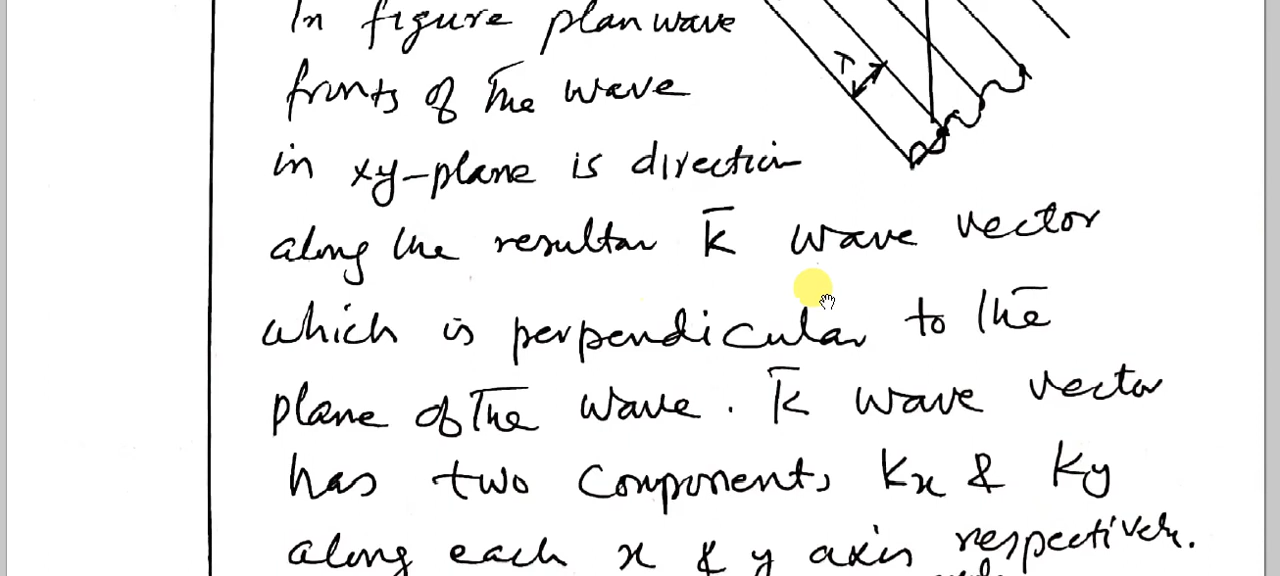 In figure plan wave
fronts of the wave
T
in xy-plane is direction
along the resultan k̄ wave vector
which is perpendicular to the
plane of the wave. k̄ wave vector
has two components Kx & Ky
along each x & y axis respectively.